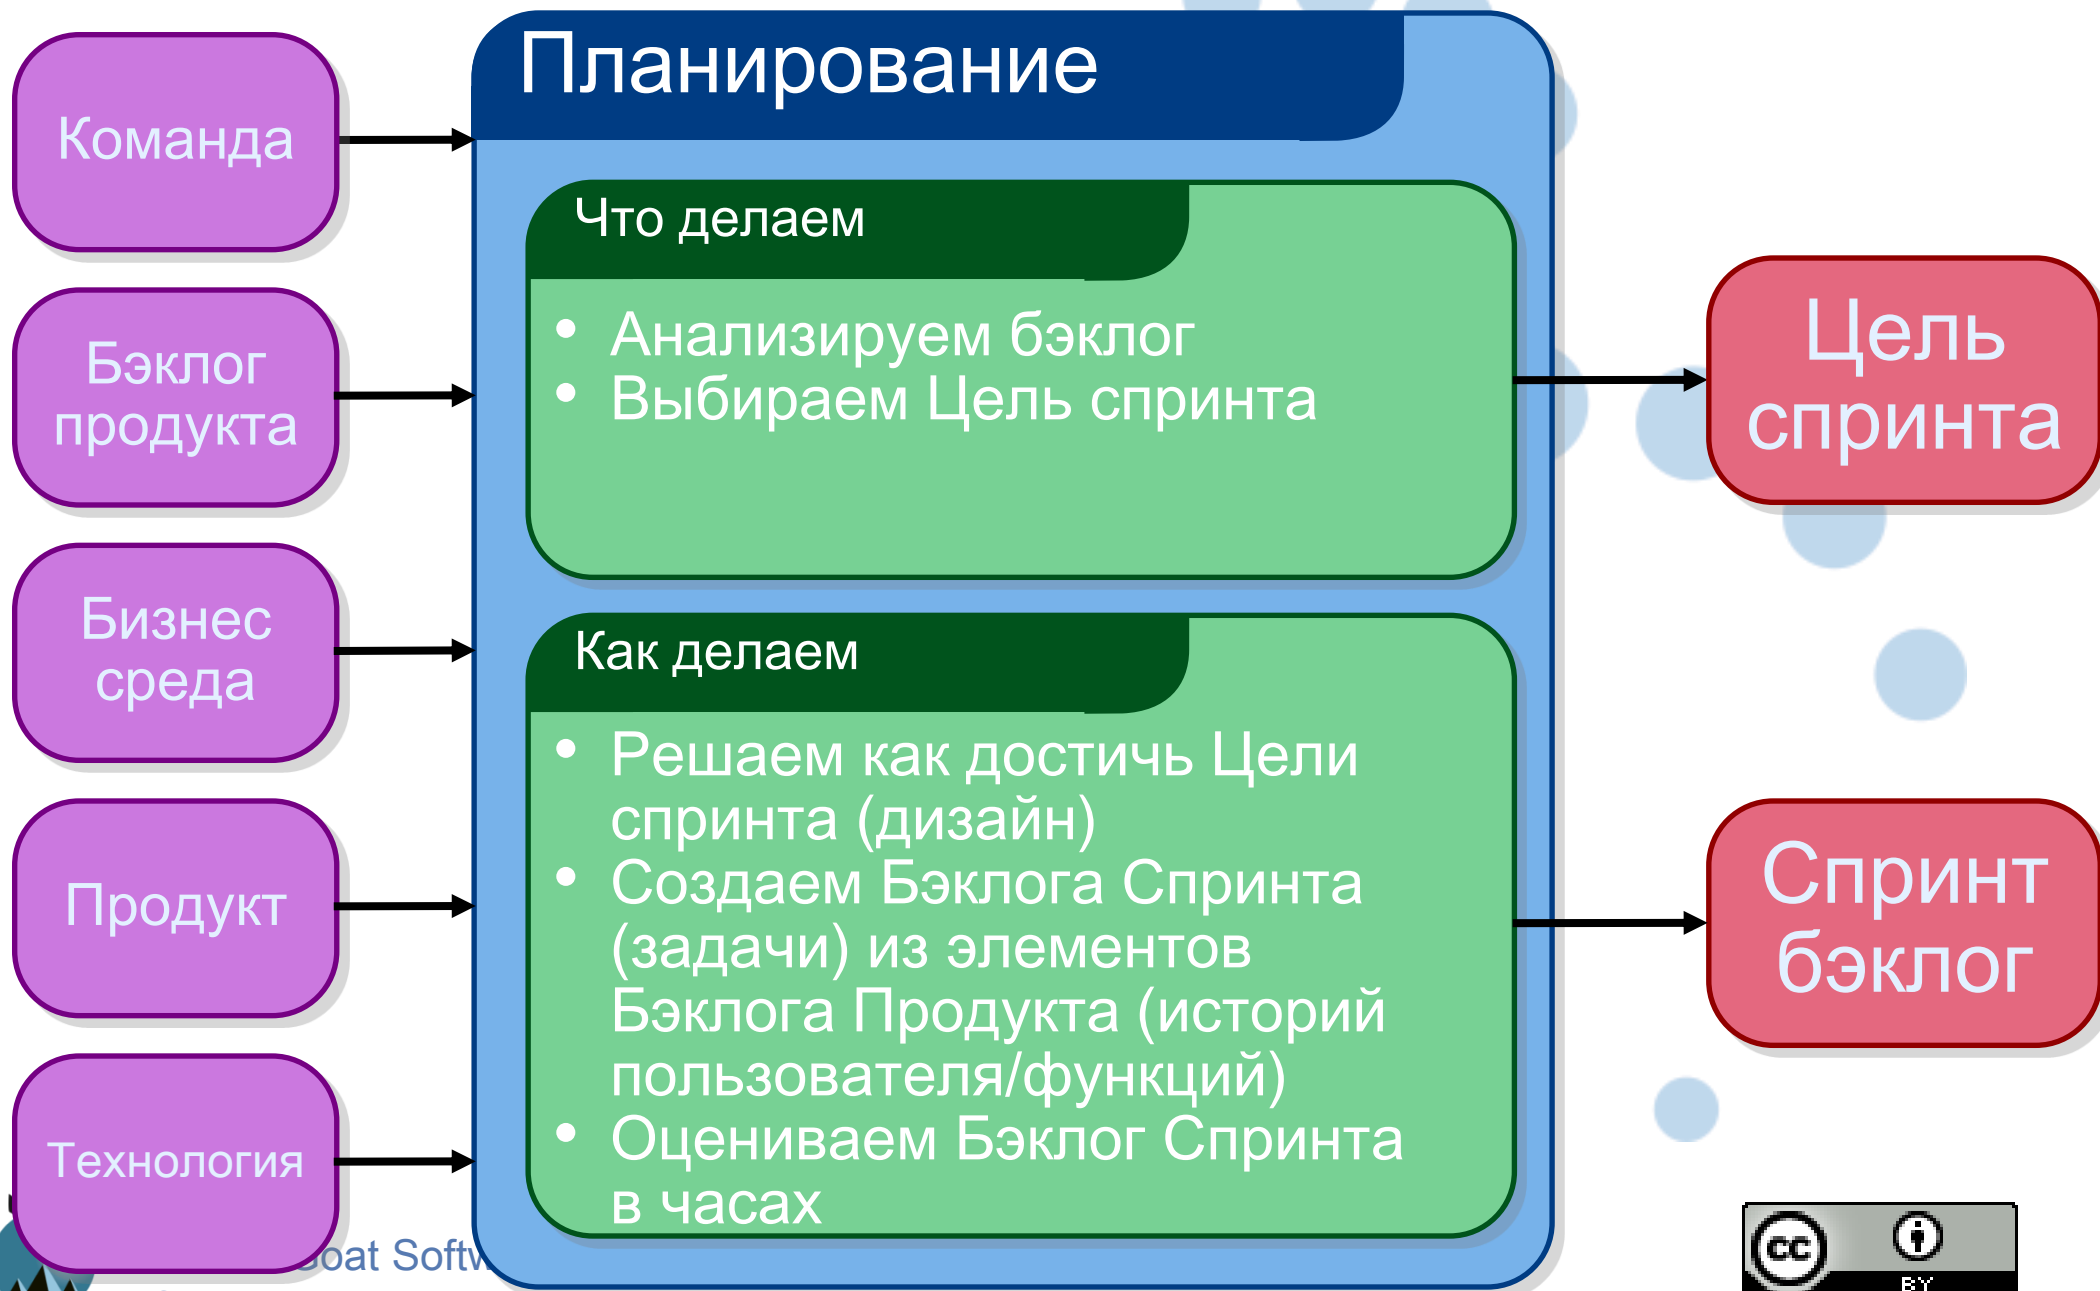 Команда
Бэклог
продукта
Бизнес
среда
Продукт
Технология
Планирование
Что делаем
• Анализируем бэклог
• Выбираем Цель спринта
Как делаем
• Решаем как достичь Цели
спринта (дизайн)
• Создаем Бэклога Спринта
(задачи) из элементов
Бэклога Продукта (историй
пользователя/функций)
• Оцениваем Бэклог Спринта
в часах
Цель
спринта
Спринт
бэклог
cc
BY